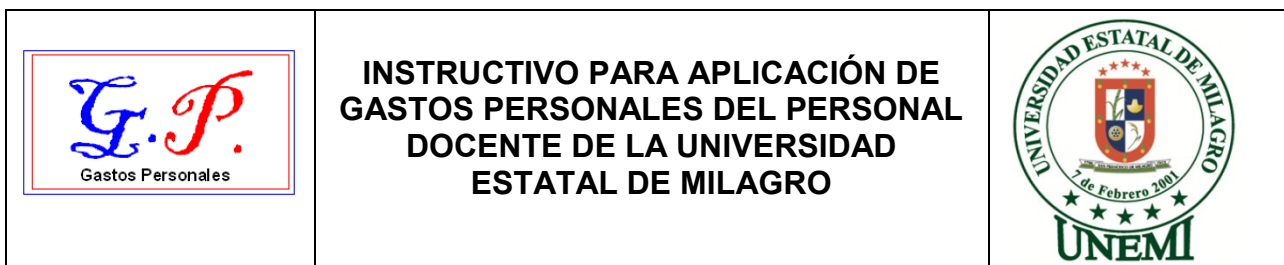 G.P.
Gastos Personales
INSTRUCTIVO PARA APLICACIÓN DE
GASTOS PERSONALES DEL PERSONAL
DOCENTE DE LA UNIVERSIDAD
ESTATAL DE MILAGRO
UNIVERSIDAD ESTATAL DE MILAGRO
7 de Febrero 2001
UNEMI